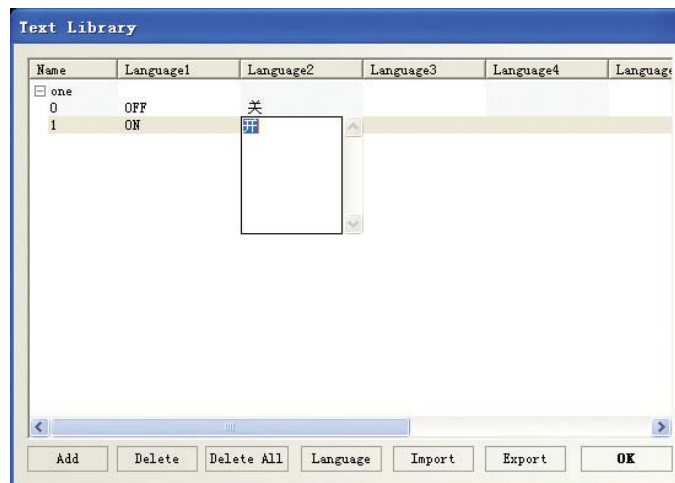 Text Library
Name Language1 Language2 Language3 Language4 Language
one
0 OFF 关
1 ON 开
Add Delete Delete All Language Import Export OK